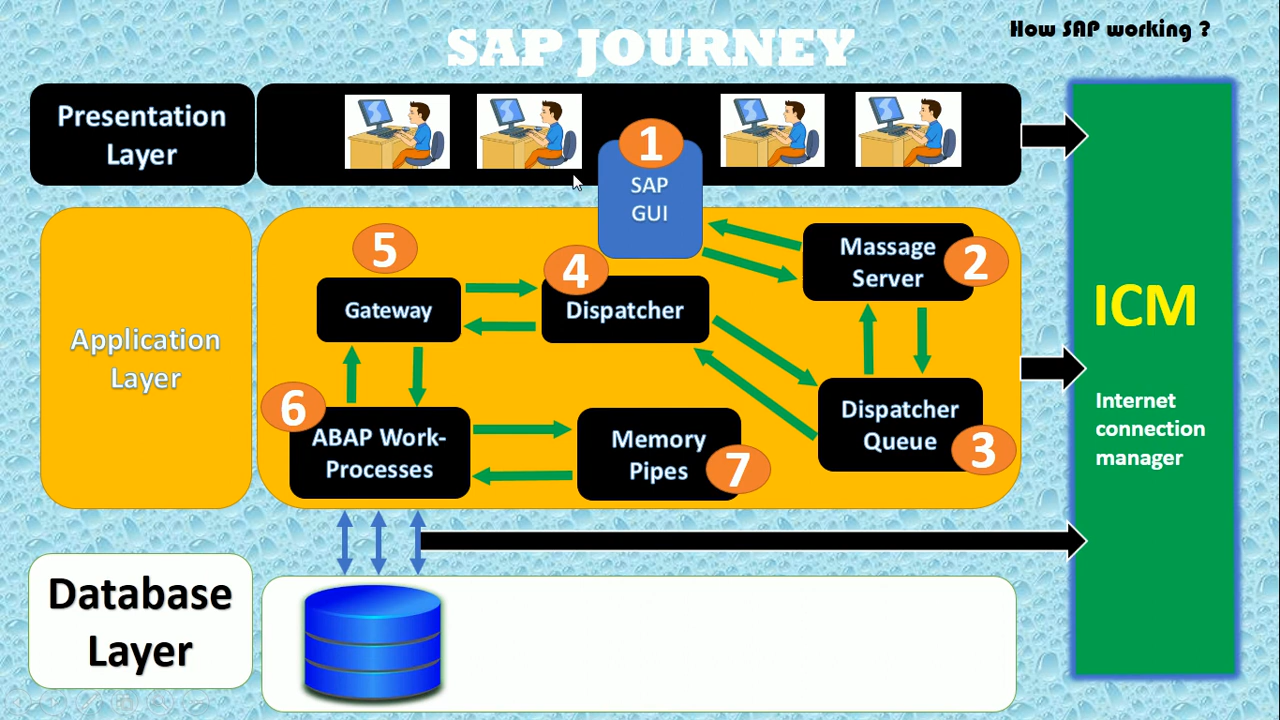 How SAP working ?
SAP JOURNEY
Presentation
Layer
1
SAP
GUI
Application
Layer
5
Gateway
4
Dispatcher
Massage
Server
2
6
ABAP Work-
Processes
Memory
Pipes
7
Dispatcher
Queue
3
ICM
Internet
connection
manager
Database
Layer